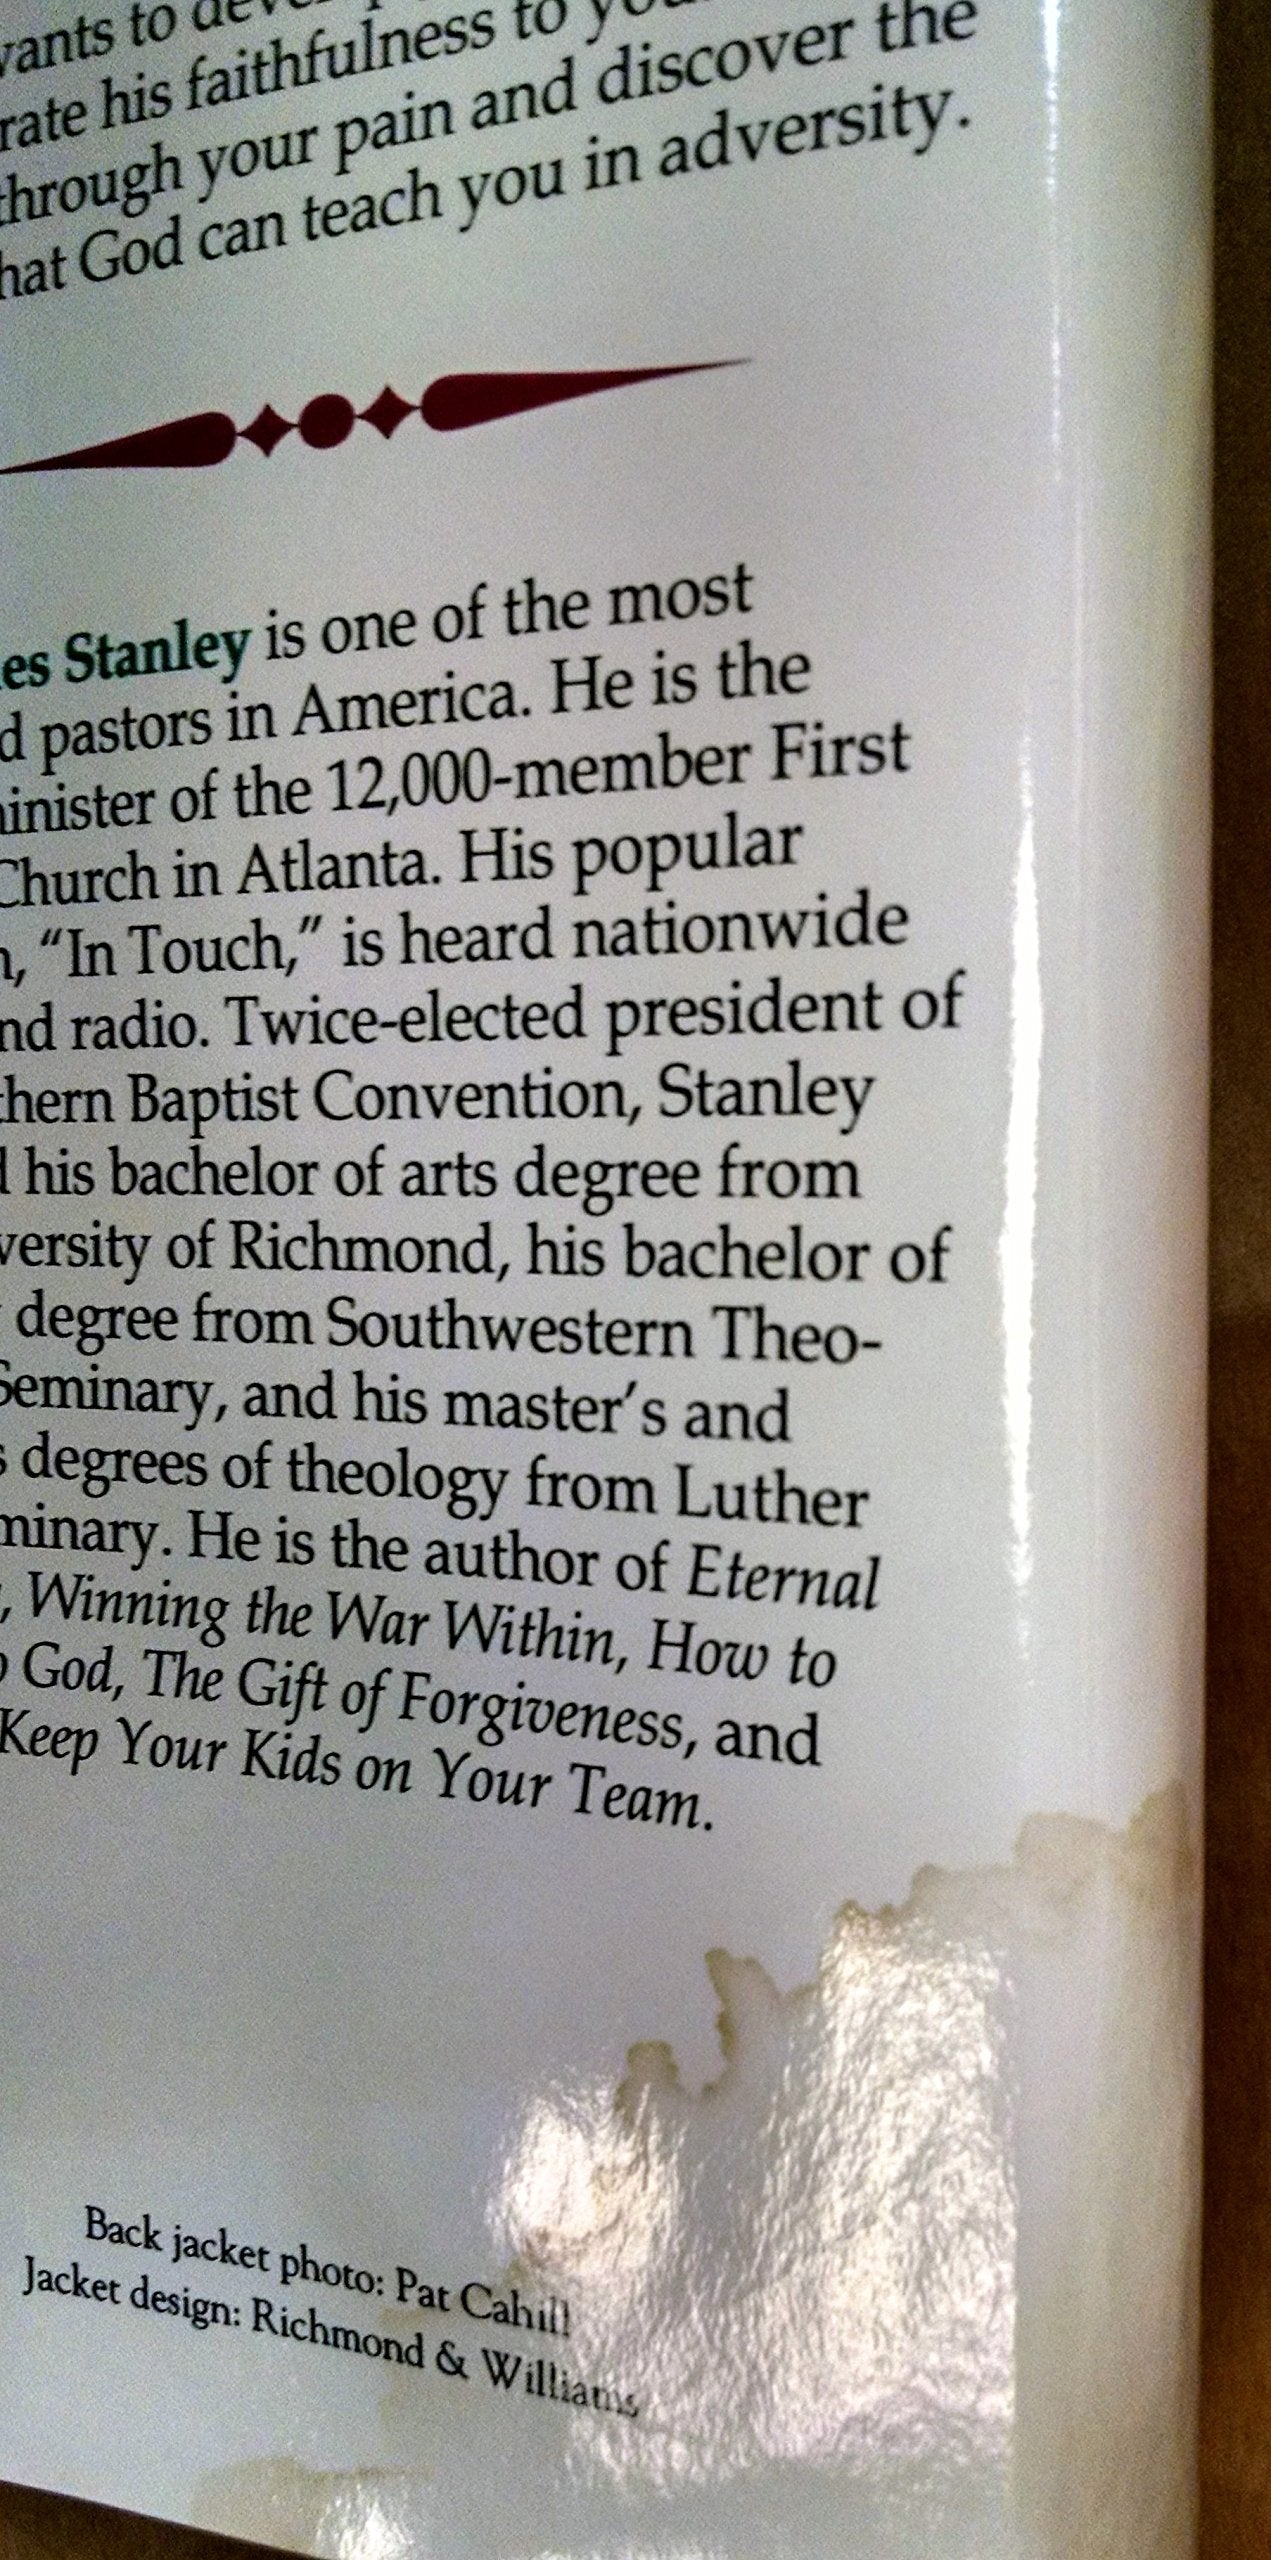 wants to
rate his faithfulness to
through your pain and discover the
hat God can teach you in adversity.
es Stanley is one of the most
d pastors in America. He is the
inister of the 12,000-member First
Church in Atlanta. His popular
, "In Touch," is heard nationwide
nd radio. Twice-elected president of
thern Baptist Convention, Stanley
d his bachelor of arts degree from
versity of Richmond, his bachelor of
degree from Southwestern Theo-
Seminary, and his master's and
s degrees of theology from Luther
minary. He is the author of Eternal
, Winning the War Within, How to
o God, The Gift of Forgiveness, and
Keep Your Kids on Your Team.
Back jacket photo: Pat Cahill
Jacket design: Richmond & Williams